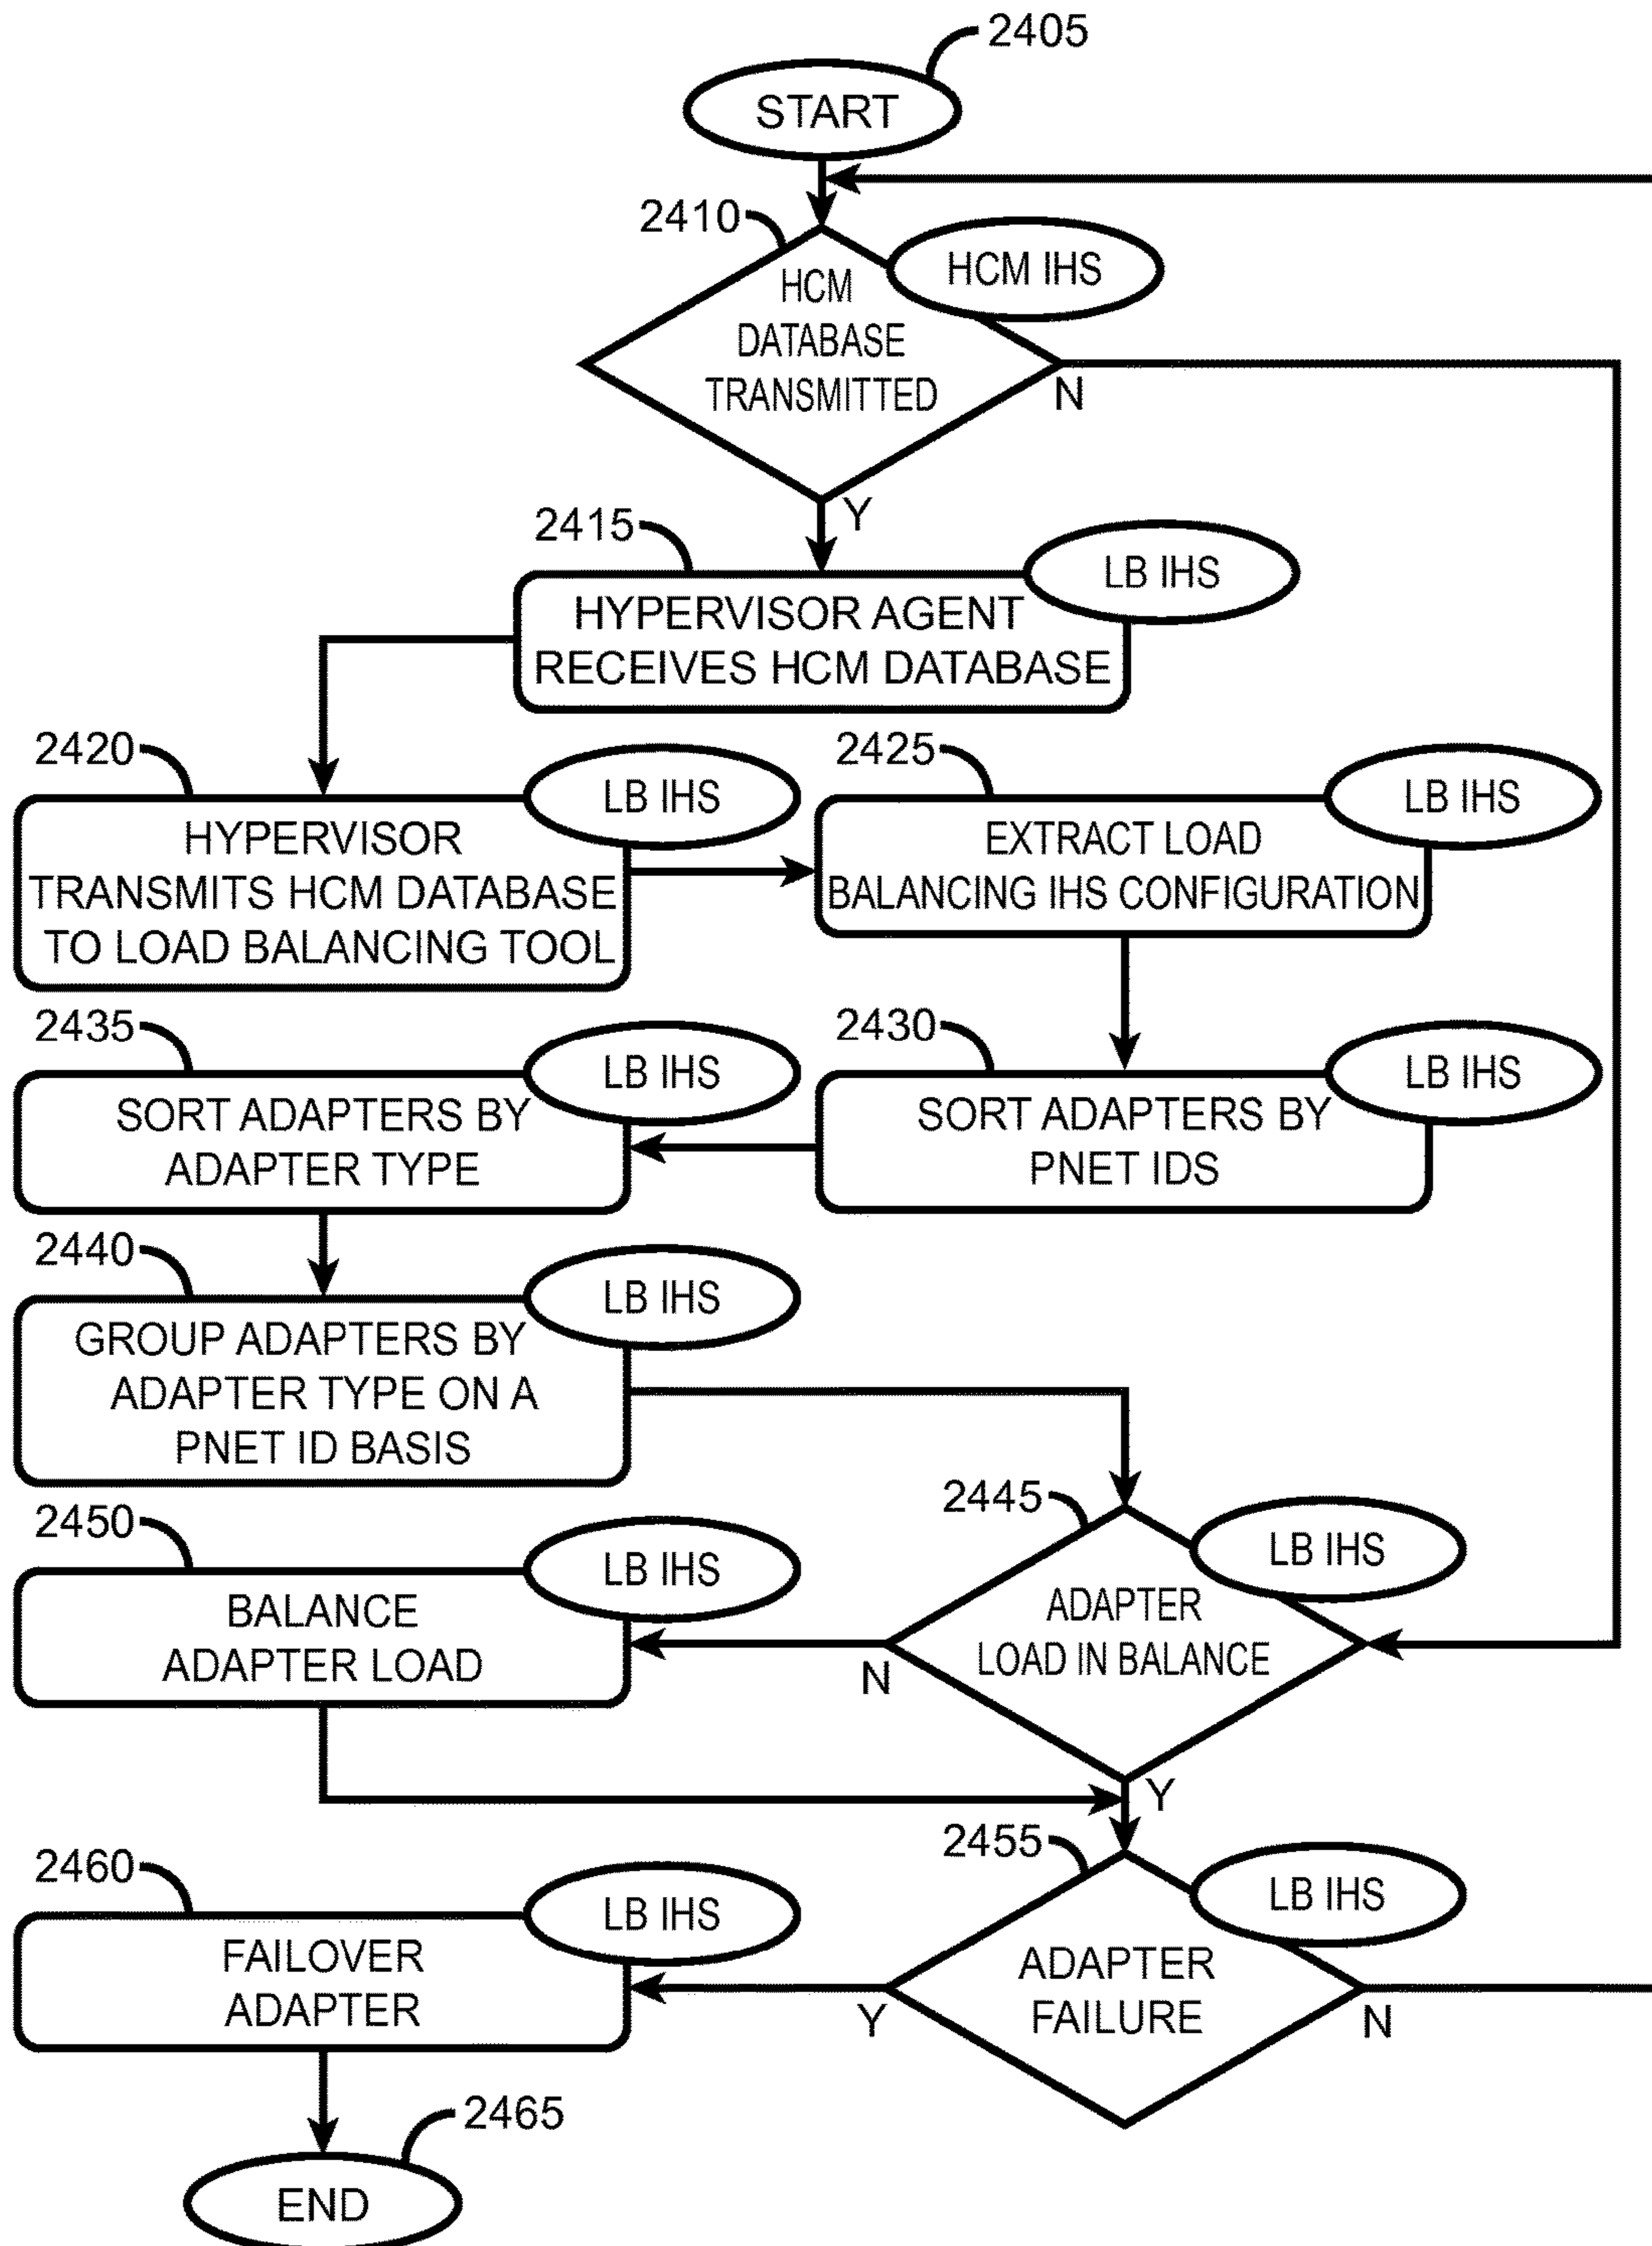 2405
START
2410
HCM IHS
HCM
DATABASE
TRANSMITTED
N
Y
2415
LB IHS
HYPERVISOR AGENT
RECEIVES HCM DATABASE
2420
LB IHS
HYPERVISOR
TRANSMITS HCM DATABASE
TO LOAD BALANCING TOOL
2425
LB IHS
EXTRACT LOAD
BALANCING IHS CONFIGURATION
2430
LB IHS
SORT ADAPTERS BY
PNET IDS
2435
LB IHS
SORT ADAPTERS BY
ADAPTER TYPE
2440
LB IHS
GROUP ADAPTERS BY
ADAPTER TYPE ON A
PNET ID BASIS
2445
LB IHS
ADAPTER
LOAD IN BALANCE
N
Y
2450
LB IHS
BALANCE
ADAPTER LOAD
2455
LB IHS
ADAPTER
FAILURE
Y
N
2460
LB IHS
FAILOVER
ADAPTER
2465
END